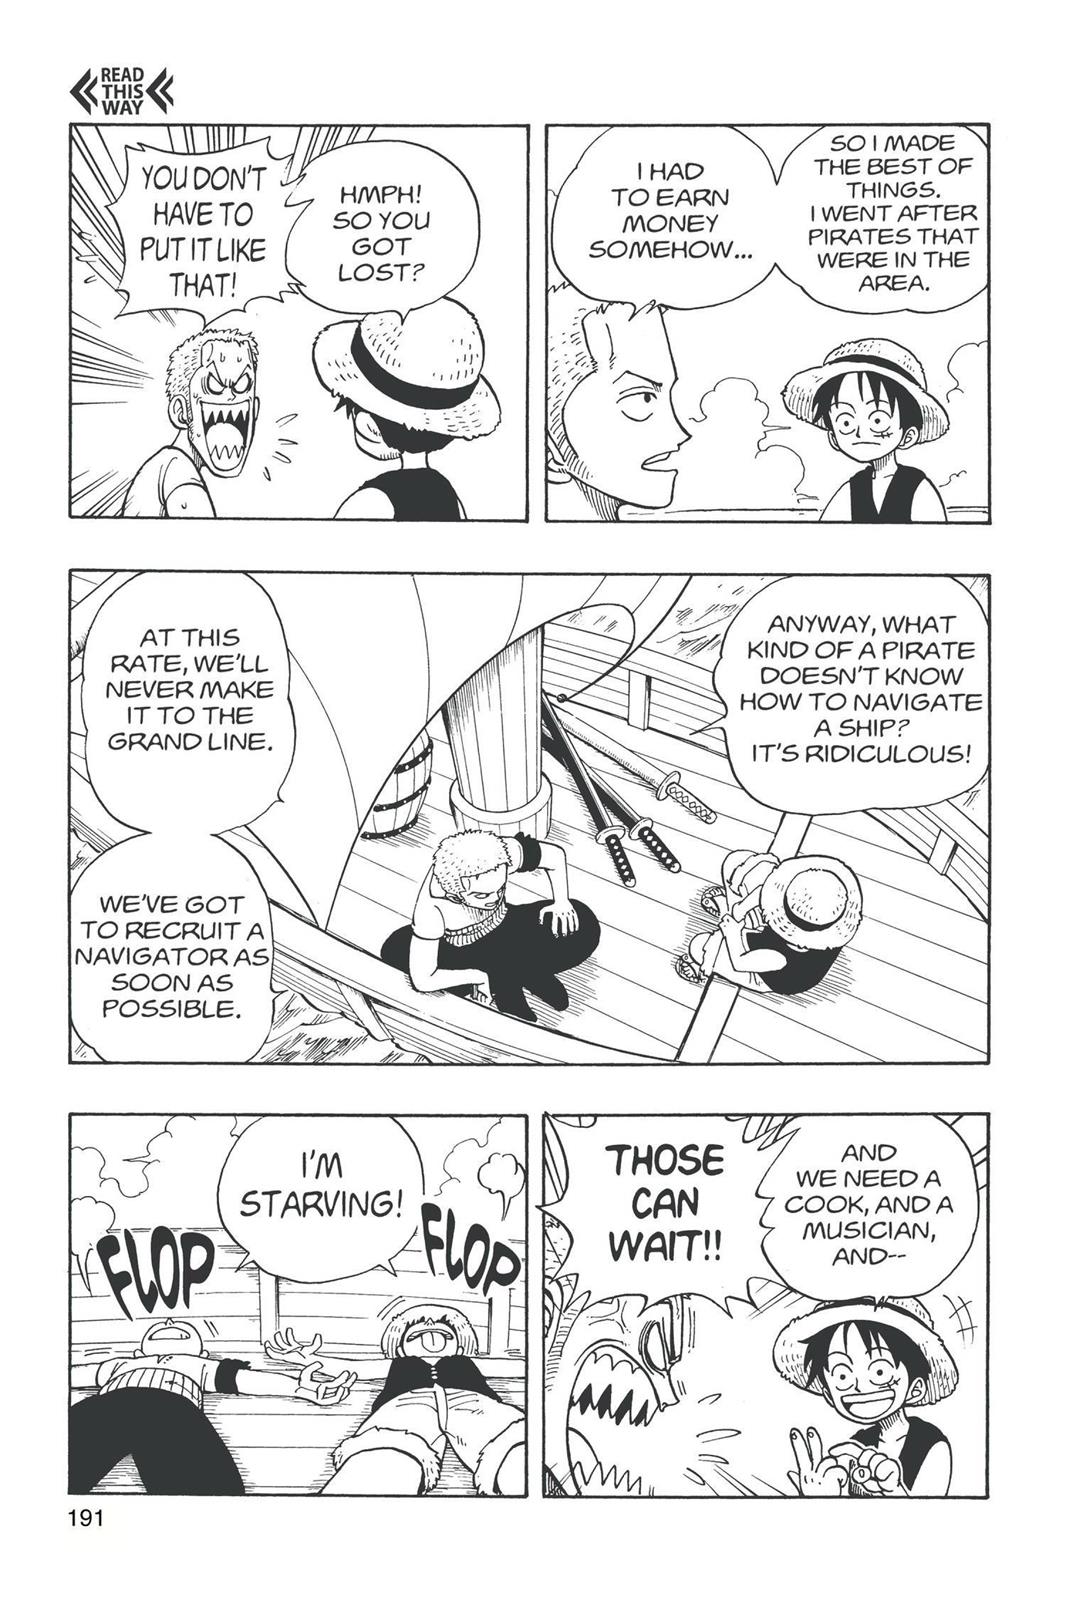 READ
THIS
WAY
SO I MADE
THE BEST OF
THINGS.
I WENT AFTER
PIRATES THAT
WERE IN THE
AREA.
I HAD
TO EARN
MONEY
SOMEHOW...
HMPH!
SO YOU
GOT
LOST?
YOU DON'T
HAVE TO
PUT IT LIKE
THAT!
ANYWAY, WHAT
KIND OF A PIRATE
DOESN'T KNOW
HOW TO NAVIGATE
A SHIP?
IT'S RIDICULOUS!
AT THIS
RATE, WE'LL
NEVER MAKE
IT TO THE
GRAND LINE.
WE'VE GOT
TO RECRUIT A
NAVIGATOR AS
SOON AS
POSSIBLE.
AND
WE NEED A
COOK, AND A
MUSICIAN,
AND--
THOSE
CAN
WAIT!!
I'M
STARVING!
FLOP
FLOP
191